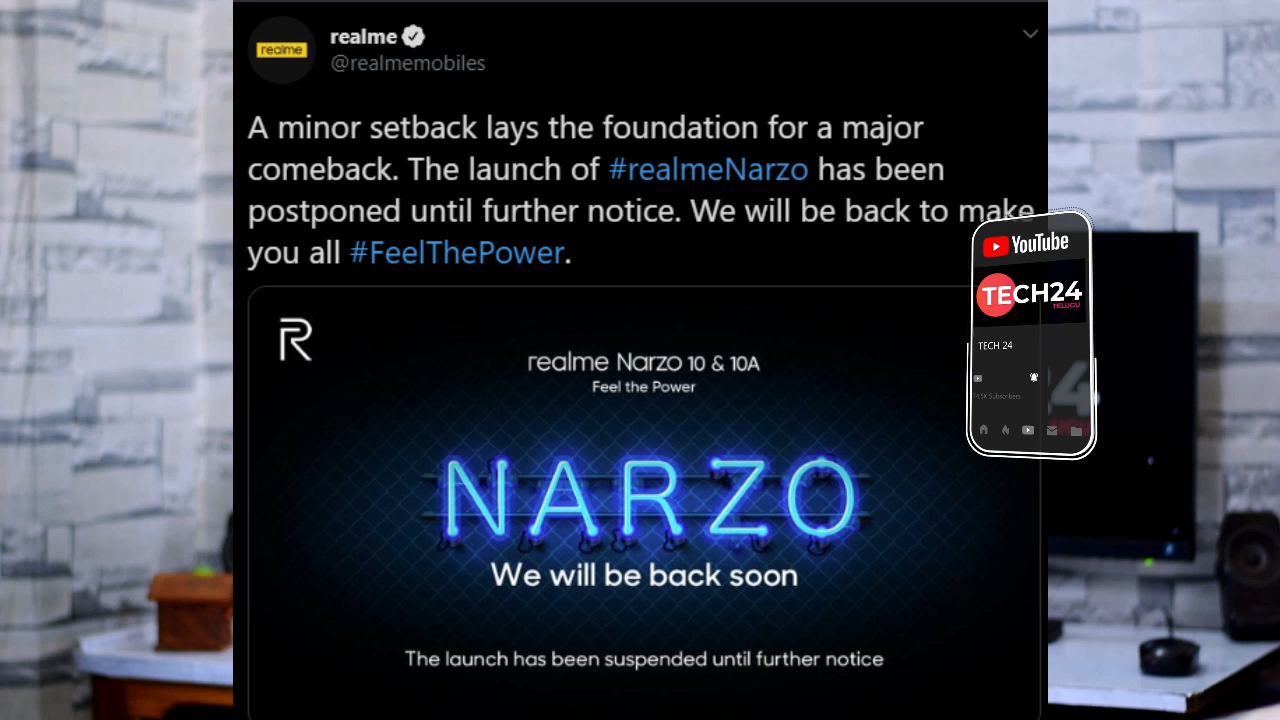 realme
realme
@realmemobiles
A minor setback lays the foundation for a major
comeback. The launch of #realmeNarzo has been
postponed until further notice. We will be back to make
you all #FeelThePower.
R
realme Narzo 10 & 10A
Feel the Power
NARZO
We will be back soon
The launch has been suspended until further notice
YouTube
TECH24
TELUGU
TECH 24
Subscribers
24